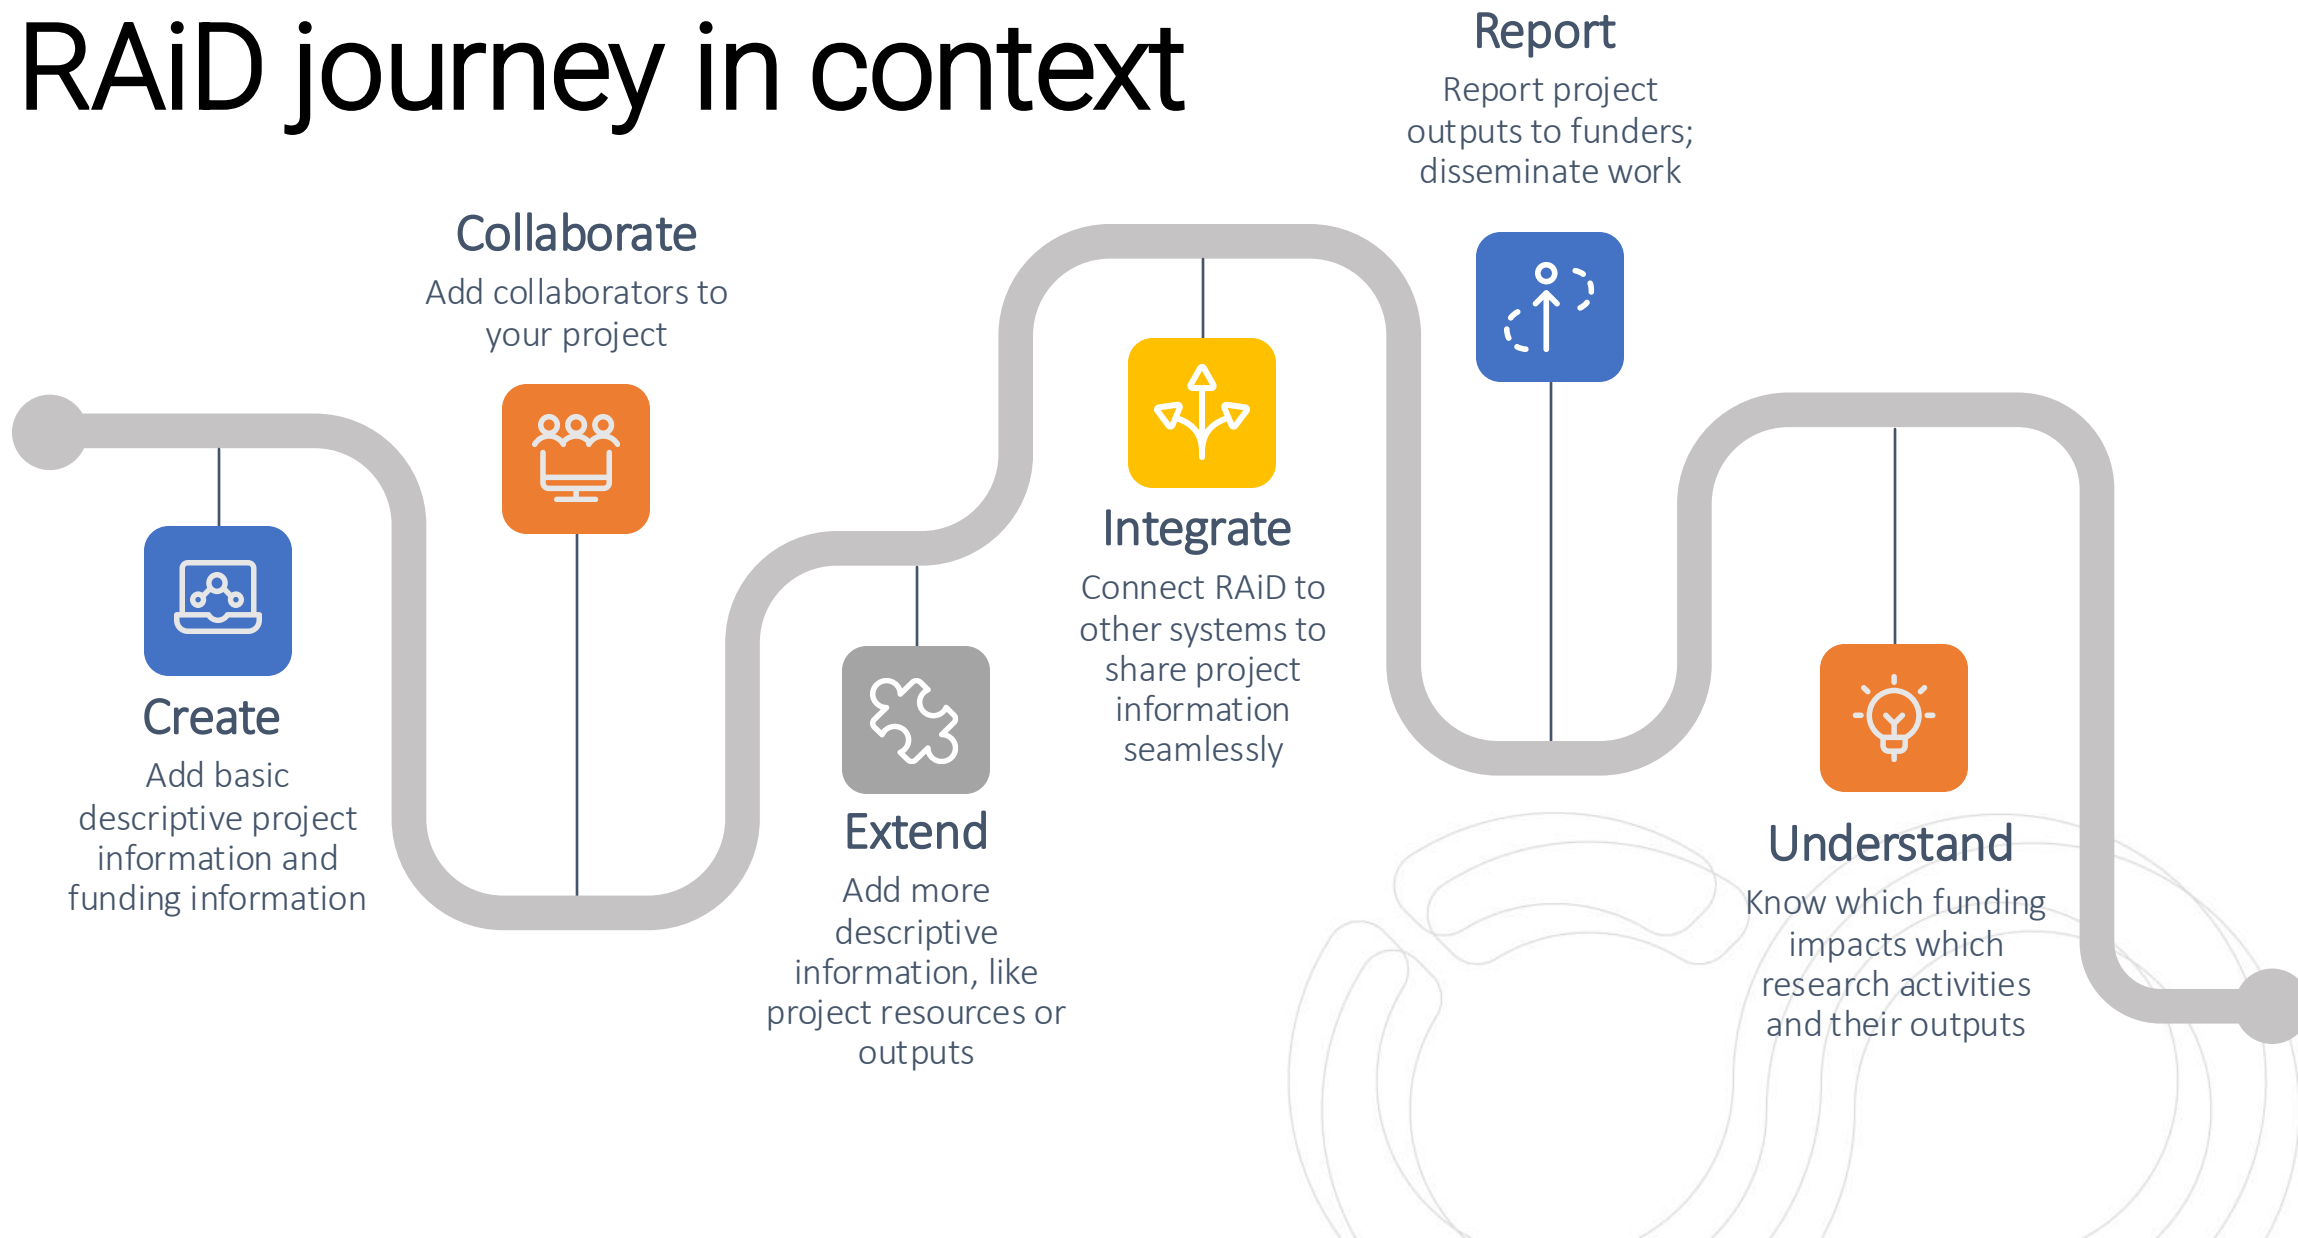 RAiD journey in context
Create
Add basic
descriptive project
information and
funding information
Collaborate
Add collaborators to
your project
Extend
Add more
descriptive
information, like
project resources or
outputs
Integrate
Connect RAiD to
other systems to
share project
information
seamlessly
Report
Report project
outputs to funders;
disseminate work
Understand
Know which funding
impacts which
research activities
and their outputs